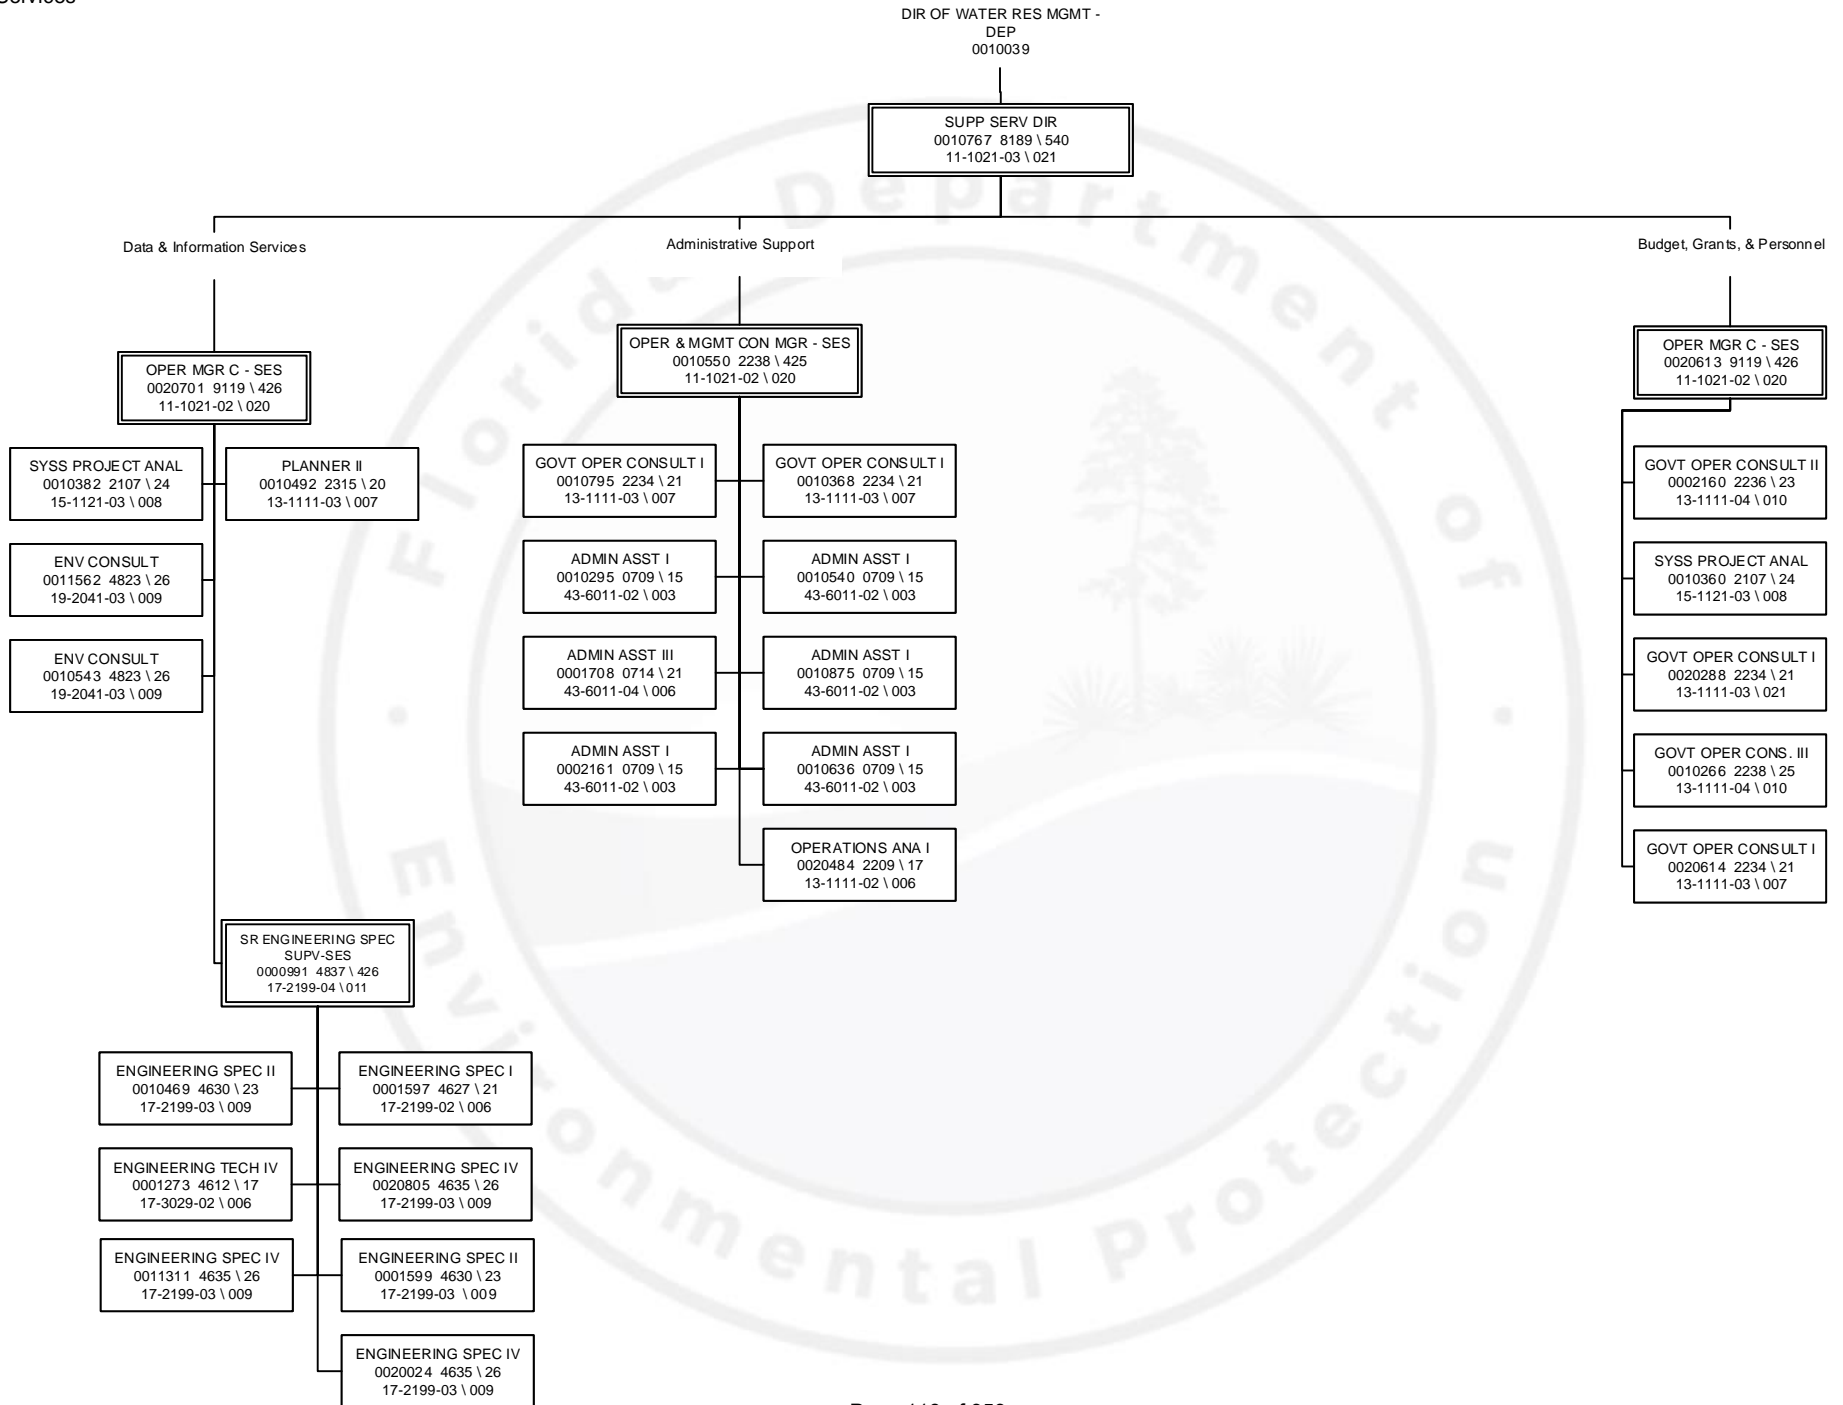 DIR OF WATER RES MGMT -
DEP
0010039
SUPP SERV DIR
0010767 8189 \ 540
11-1021-03 \ 021
Data & Information Services
Administrative Support
Budget, Grants, & Personnel
OPER MGR C - SES
0020701 9119 \ 426
11-1021-02 \ 020
OPER & MGMT CON MGR - SES
0010550 2238 \ 425
11-1021-02 \ 020
OPER MGR C - SES
0020613 9119 \ 426
11-1021-02 \ 020
SYSS PROJECT ANAL
0010382 2107 \ 24
15-1121-03 \ 008
PLANNER II
0010492 2315 \ 20
13-1111-03 \ 007
ENV CONSULT
0011562 4823 \ 26
19-2041-03 \ 009
ENV CONSULT
0010543 4823 \ 26
19-2041-03 \ 009
GOVT OPER CONSULT I
0010795 2234 \ 21
13-1111-03 \ 007
GOVT OPER CONSULT I
0010368 2234 \ 21
13-1111-03 \ 007
ADMIN ASST I
0010295 0709 \ 15
43-6011-02 \ 003
ADMIN ASST I
0010540 0709 \ 15
43-6011-02 \ 003
ADMIN ASST III
0001708 0714 \ 21
43-6011-04 \ 006
ADMIN ASST I
0010875 0709 \ 15
43-6011-02 \ 003
ADMIN ASST I
0002161 0709 \ 15
43-6011-02 \ 003
ADMIN ASST I
0010636 0709 \ 15
43-6011-02 \ 003
OPERATIONS ANA I
0020484 2209 \ 17
13-1111-02 \ 006
GOVT OPER CONSULT II
0002160 2236 \ 23
13-1111-04 \ 010
SYSS PROJECT ANAL
0010360 2107 \ 24
15-1121-03 \ 008
GOVT OPER CONSULT I
0020288 2234 \ 21
13-1111-03 \ 021
GOVT OPER CONS. III
0010266 2238 \ 25
13-1111-04 \ 010
GOVT OPER CONSULT I
0020614 2234 \ 21
13-1111-03 \ 007
SR ENGINEERING SPEC
SUPV-SES
0000991 4837 \ 426
17-2199-04 \ 011
ENGINEERING SPEC II
0010469 4630 \ 23
17-2199-03 \ 009
ENGINEERING SPEC I
0001597 4627 \ 21
17-2199-02 \ 006
ENGINEERING TECH IV
0001273 4612 \ 17
17-3029-02 \ 006
ENGINEERING SPEC IV
0020805 4635 \ 26
17-2199-03 \ 009
ENGINEERING SPEC IV
0011311 4635 \ 26
17-2199-03 \ 009
ENGINEERING SPEC II
0001599 4630 \ 23
17-2199-03 \ 009
ENGINEERING SPEC IV
0020024 4635 \ 26
17-2199-03 \ 009
Florida Department of
Environmental Protection